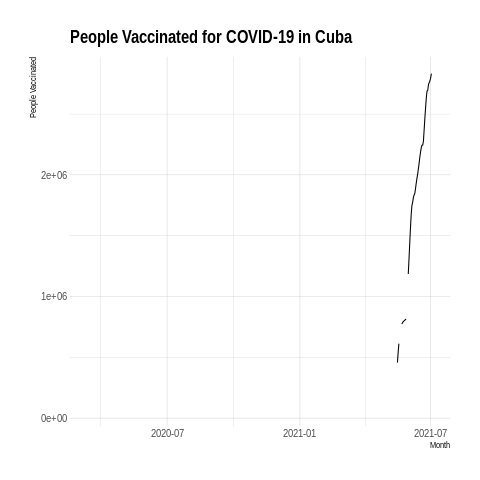 People Vaccinated for COVID-19 in Cuba
People Vaccinated
2e+06
1e+06
0e+00
2020-07
2021-01
2021-07
Month